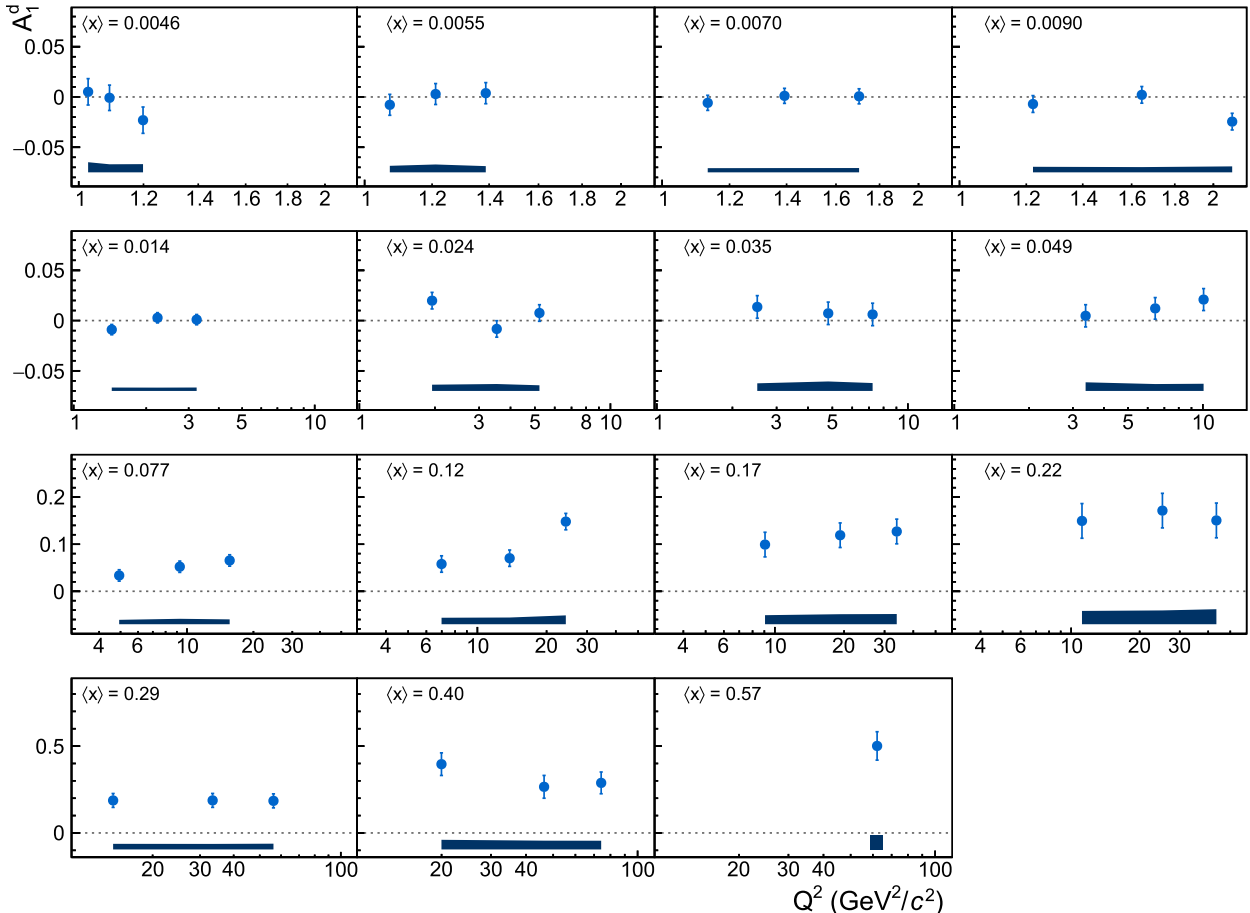 A₁ᵈ
⟨x⟩ = 0.0046 ⟨x⟩ = 0.0055 ⟨x⟩ = 0.0070 ⟨x⟩ = 0.0090
0.05
0
−0.05
1 1.2 1.4 1.6 1.8 2 1 1.2 1.4 1.6 1.8 2 1 1.2 1.4 1.6 1.8 2 1 1.2 1.4 1.6 1.8 2
⟨x⟩ = 0.014 ⟨x⟩ = 0.024 ⟨x⟩ = 0.035 ⟨x⟩ = 0.049
0.05
0
−0.05
1 3 5 10 1 3 5 8 10 1 3 5 10 1 3 5 10
⟨x⟩ = 0.077 ⟨x⟩ = 0.12 ⟨x⟩ = 0.17 ⟨x⟩ = 0.22
0.2
0.1
0
4 6 10 20 30 4 6 10 20 30 4 6 10 20 30 4 6 10 20 30
⟨x⟩ = 0.29 ⟨x⟩ = 0.40 ⟨x⟩ = 0.57
0.5
0
20 30 40 100 20 30 40 100 20 30 40 100
Q² (GeV²/c²)